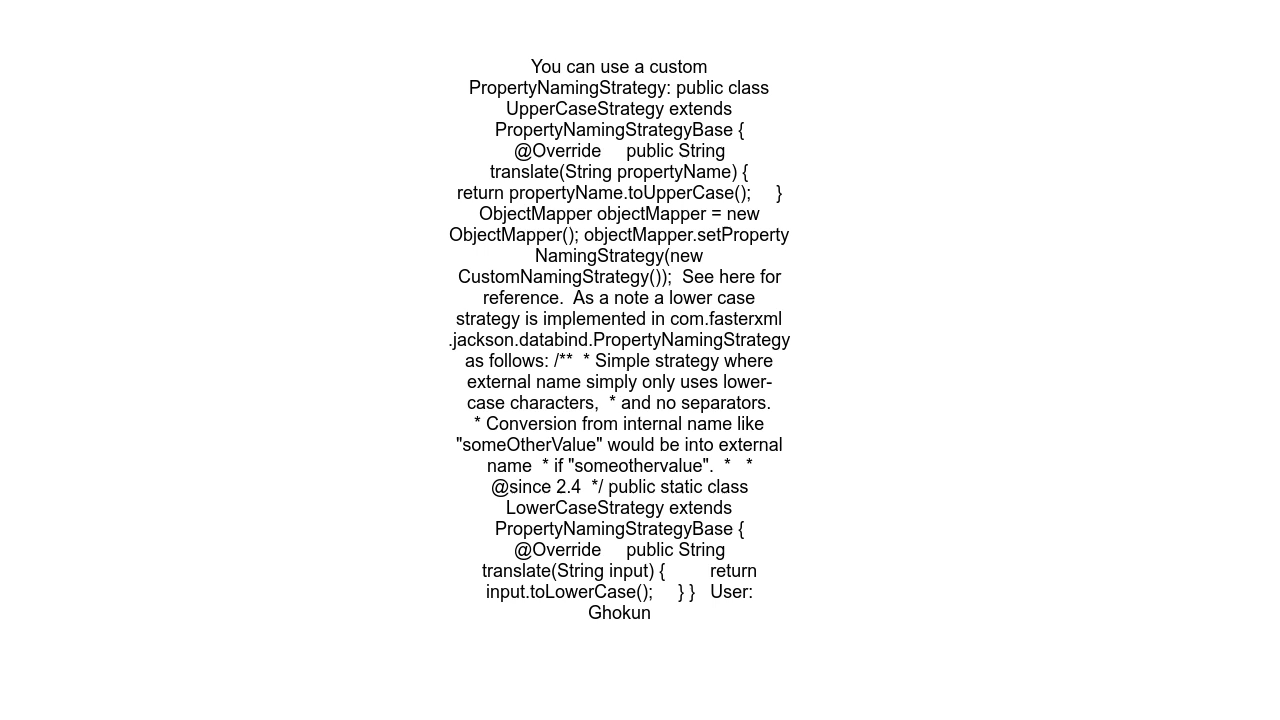 You can use a custom
PropertyNamingStrategy: public class
UpperCaseStrategy extends
PropertyNamingStrategyBase {
@Override     public String
translate(String propertyName) {
return propertyName.toUpperCase();     }
ObjectMapper objectMapper = new
ObjectMapper(); objectMapper.setProperty
NamingStrategy(new
CustomNamingStrategy());  See here for
reference.  As a note a lower case
strategy is implemented in com.fasterxml
.jackson.databind.PropertyNamingStrategy
as follows: /**  * Simple strategy where
external name simply only uses lower-
case characters,  * and no separators.
* Conversion from internal name like
"someOtherValue" would be into external
name  * if "someothervalue".  *   *
@since 2.4  */ public static class
LowerCaseStrategy extends
PropertyNamingStrategyBase {
@Override     public String
translate(String input) {         return
input.toLowerCase();     } }   User:
Ghokun